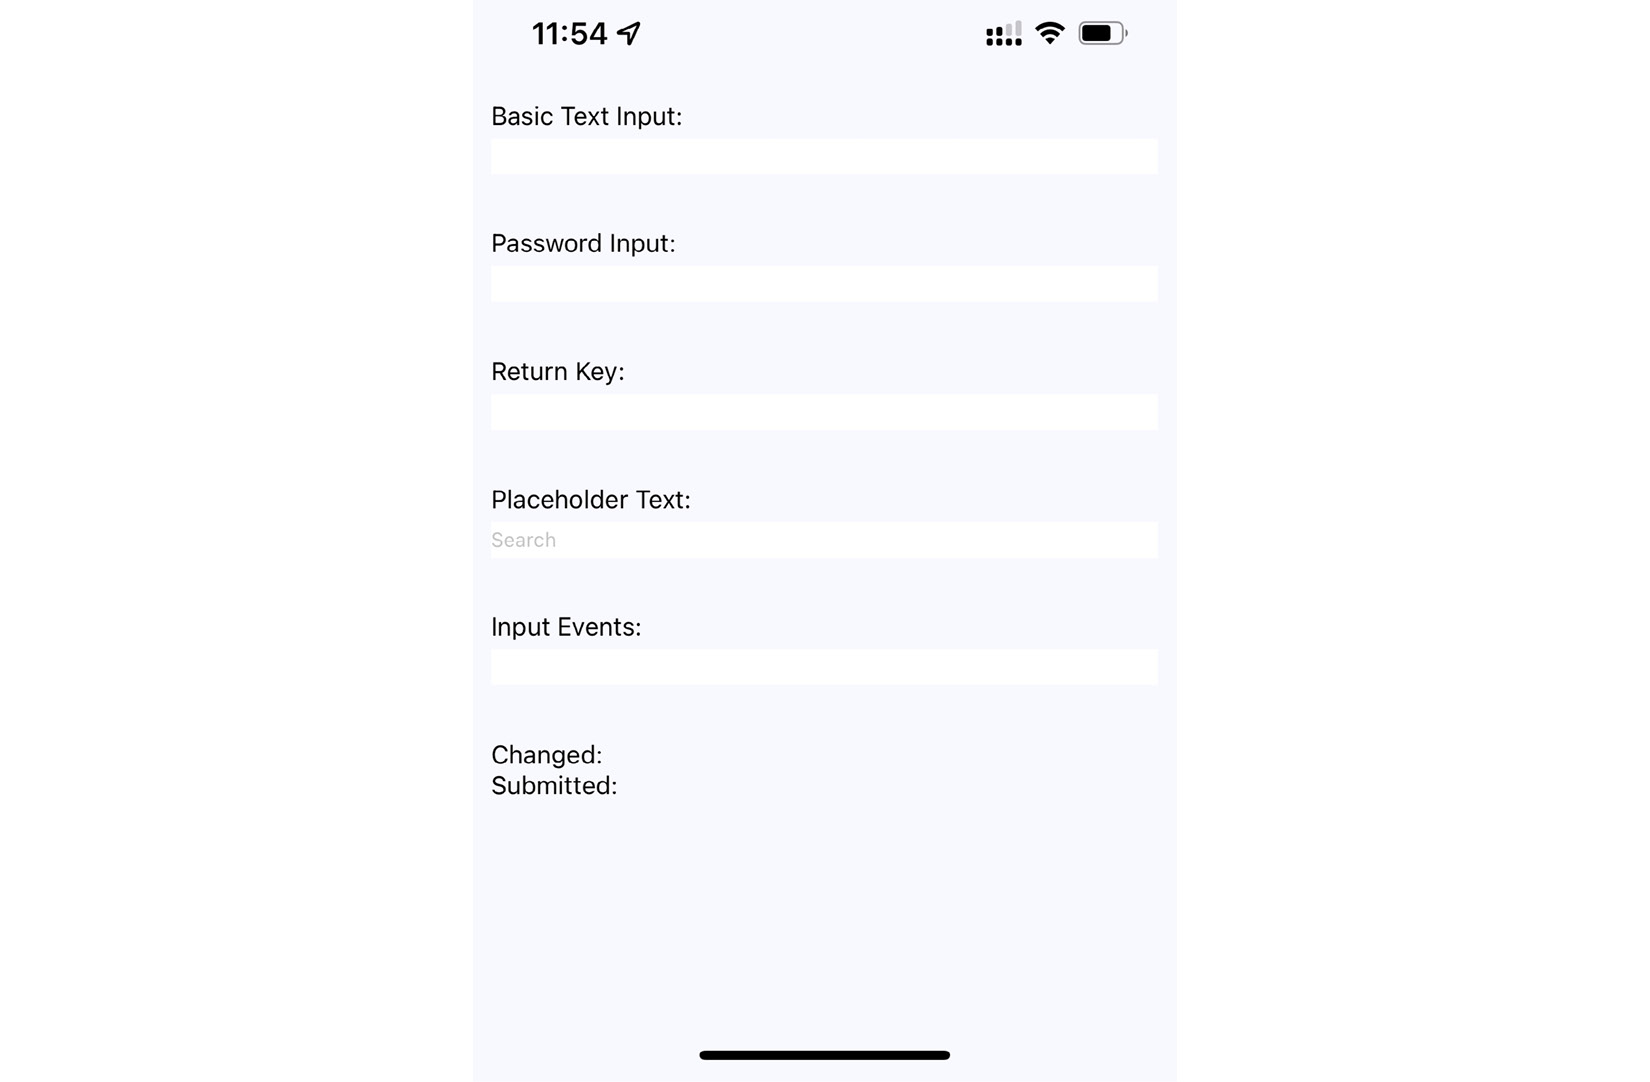 11:54
Basic Text Input:
Password Input:
Return Key:
Placeholder Text:
Search
Input Events:
Changed:
Submitted: